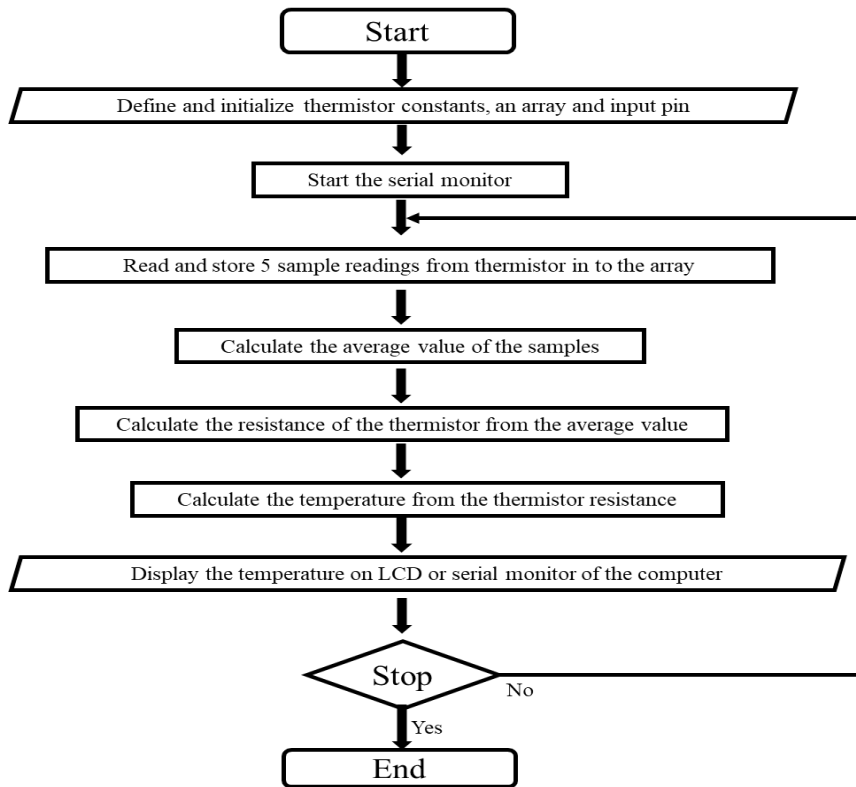 Start
Define and initialize thermistor constants, an array and input pin
Start the serial monitor
Read and store 5 sample readings from thermistor in to the array
Calculate the average value of the samples
Calculate the resistance of the thermistor from the average value
Calculate the temperature from the thermistor resistance
Display the temperature on LCD or serial monitor of the computer
Stop
No
Yes
End